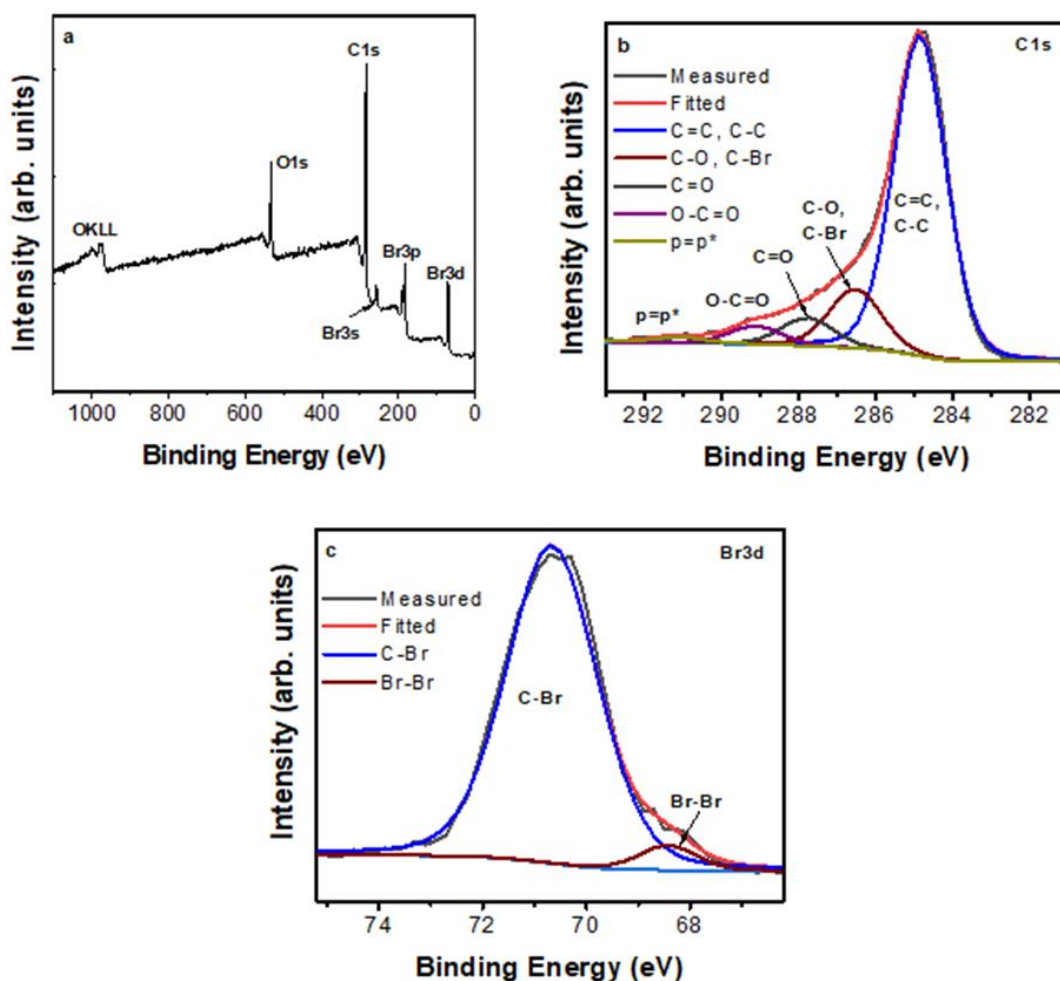 a
C1s
O1s
OKLL
Br3p
Br3d
Br3s
Intensity (arb. units)
1000 800 600 400 200 0
Binding Energy (eV)
b
C1s
Measured
Fitted
C=C, C-C
C-O, C-Br
C=O
O-C=O
p=p*
C=C,
C-C
C-O,
C-Br
C=O
O-C=O
p=p*
Intensity (arb. units)
292 290 288 286 284 282
Binding Energy (eV)
c
Br3d
Measured
Fitted
C-Br
Br-Br
C-Br
Br-Br
Intensity (arb. units)
74 72 70 68
Binding Energy (eV)